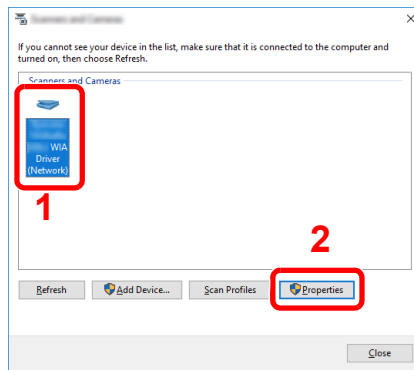 If you cannot see your device in the list, make sure that it is connected to the computer and
turned on, then choose Refresh.
Scanners and Cameras
WIA
Driver
(Network)
1
2
Refresh
Add Device...
Scan Profiles
Properties
Close